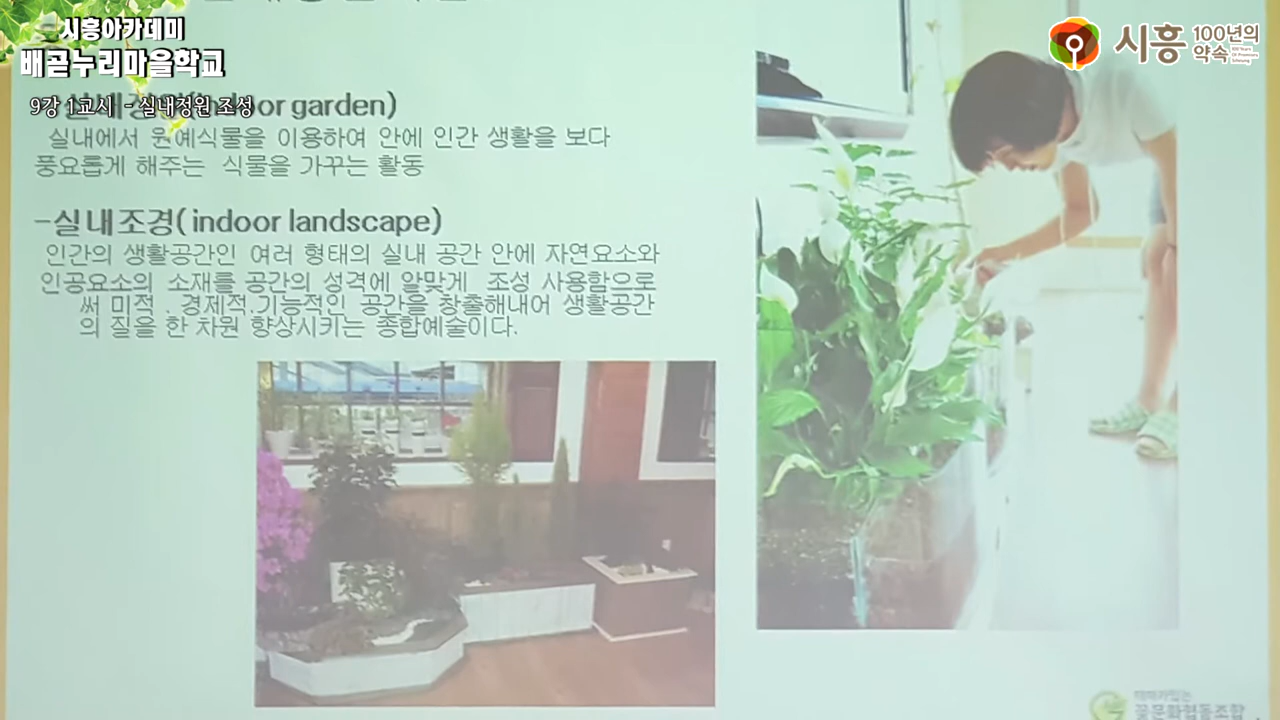 시흥아카데미
배곧누리마을학교
9강 1교시 - 실내정원 조성
시흥 100년의 약속
indoor garden)
실내에서 원예식물을 이용하여 안에 인간 생활을 보다
풍요롭게 해주는 식물을 가꾸는 활동
-실내조경(indoor landscape)
인간의 생활공간인 여러 형태의 실내 공간 안에 자연요소와
인공요소의 소재를 공간의 성격에 알맞게 조성 사용함으로
써 미적 . 경제적.기능적인 공간을 창출해내어 생활공간
의 질을 한 차원 향상시키는 종합예술이다.
꽃문화협동조합